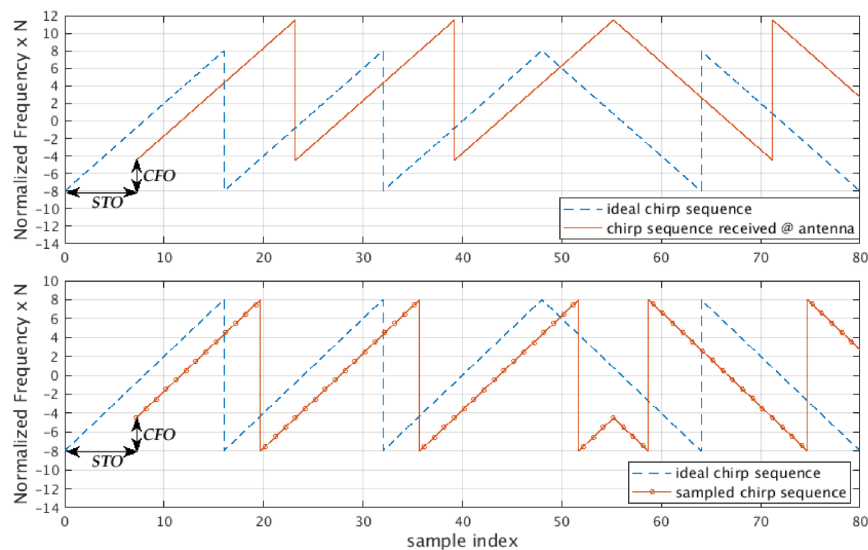 Normalized Frequency x N
12
10
8
6
4
2
0
-2
-4
-6
-8
-10
-12
-14
CFO
STO
ideal chirp sequence
chirp sequence received @ antenna
0 10 20 30 40 50 60 70 80
Normalized Frequency x N
10
8
6
4
2
0
-2
-4
-6
-8
-10
-12
-14
CFO
STO
ideal chirp sequence
sampled chirp sequence
0 10 20 30 40 50 60 70 80
sample index